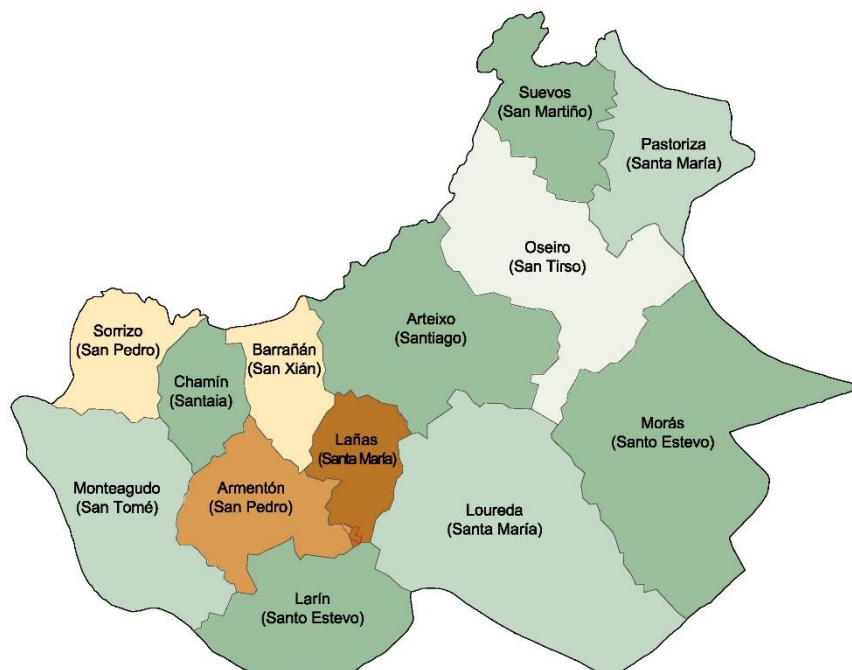 Suevos
(San Martiño)
Pastoriza
(Santa María)
Oseiro
(San Tirso)
Arteixo
(Santiago)
Sorrizo
(San Pedro)
Barrañán
(San Xián)
Chamín
(Santaia)
Morás
(Santo Estevo)
Lañas
(Santa María)
Monteagudo
(San Tomé)
Armentón
(San Pedro)
Loureda
(Santa María)
Larín
(Santo Estevo)